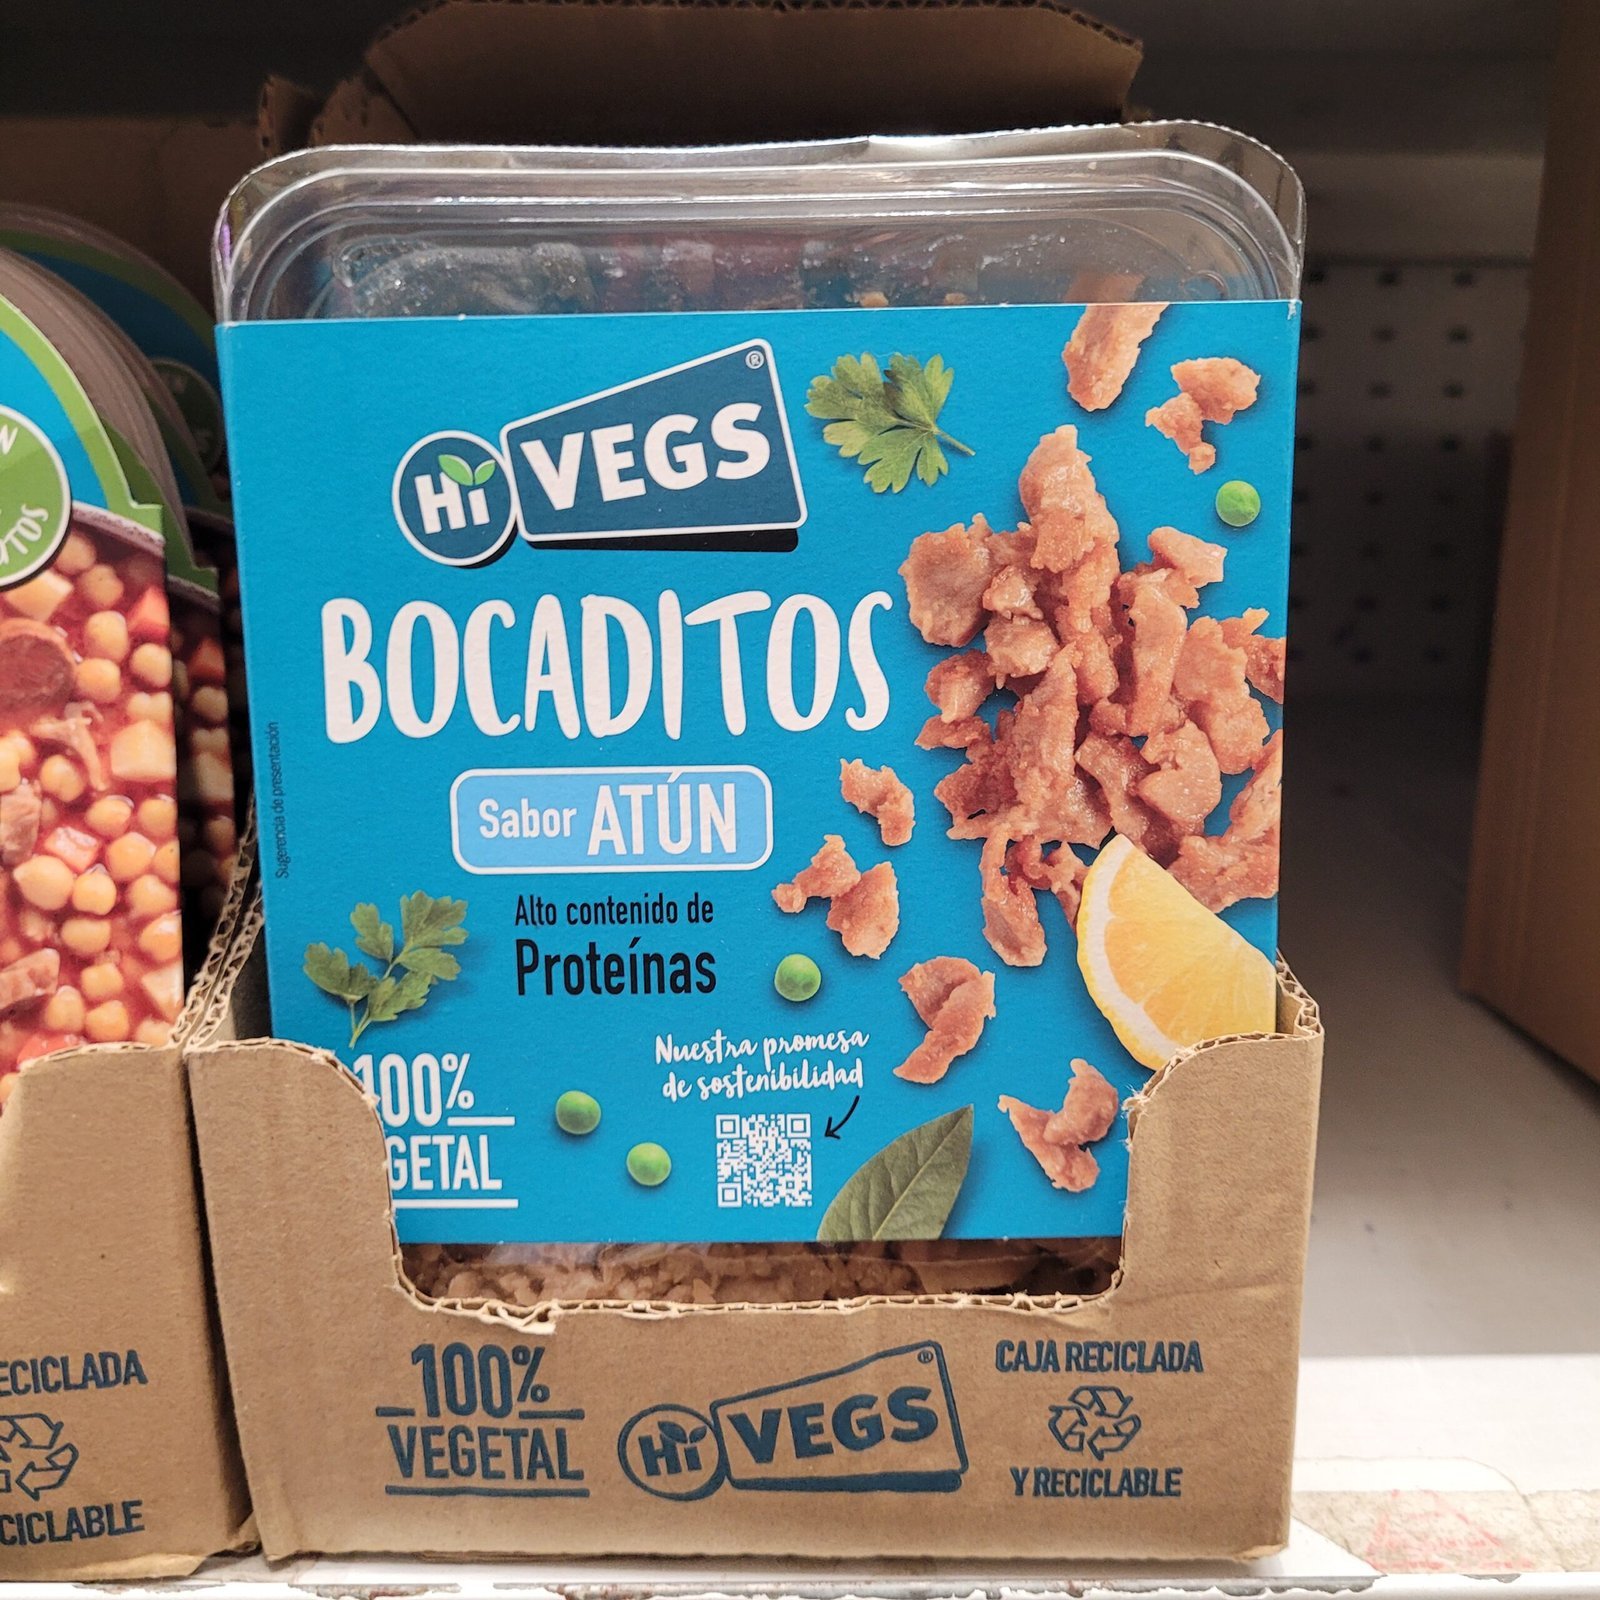 Hi VEGS®
BOCADITOS
Sabor ATÚN
Alto contenido de
Proteínas
Sugerencia de presentación
Nuestra promesa
de sostenibilidad
100%
GETAL
100%
VEGETAL
Hi VEGS®
CAJA RECICLADA
Y RECICLABLE
ECICLADA
CICLABLE